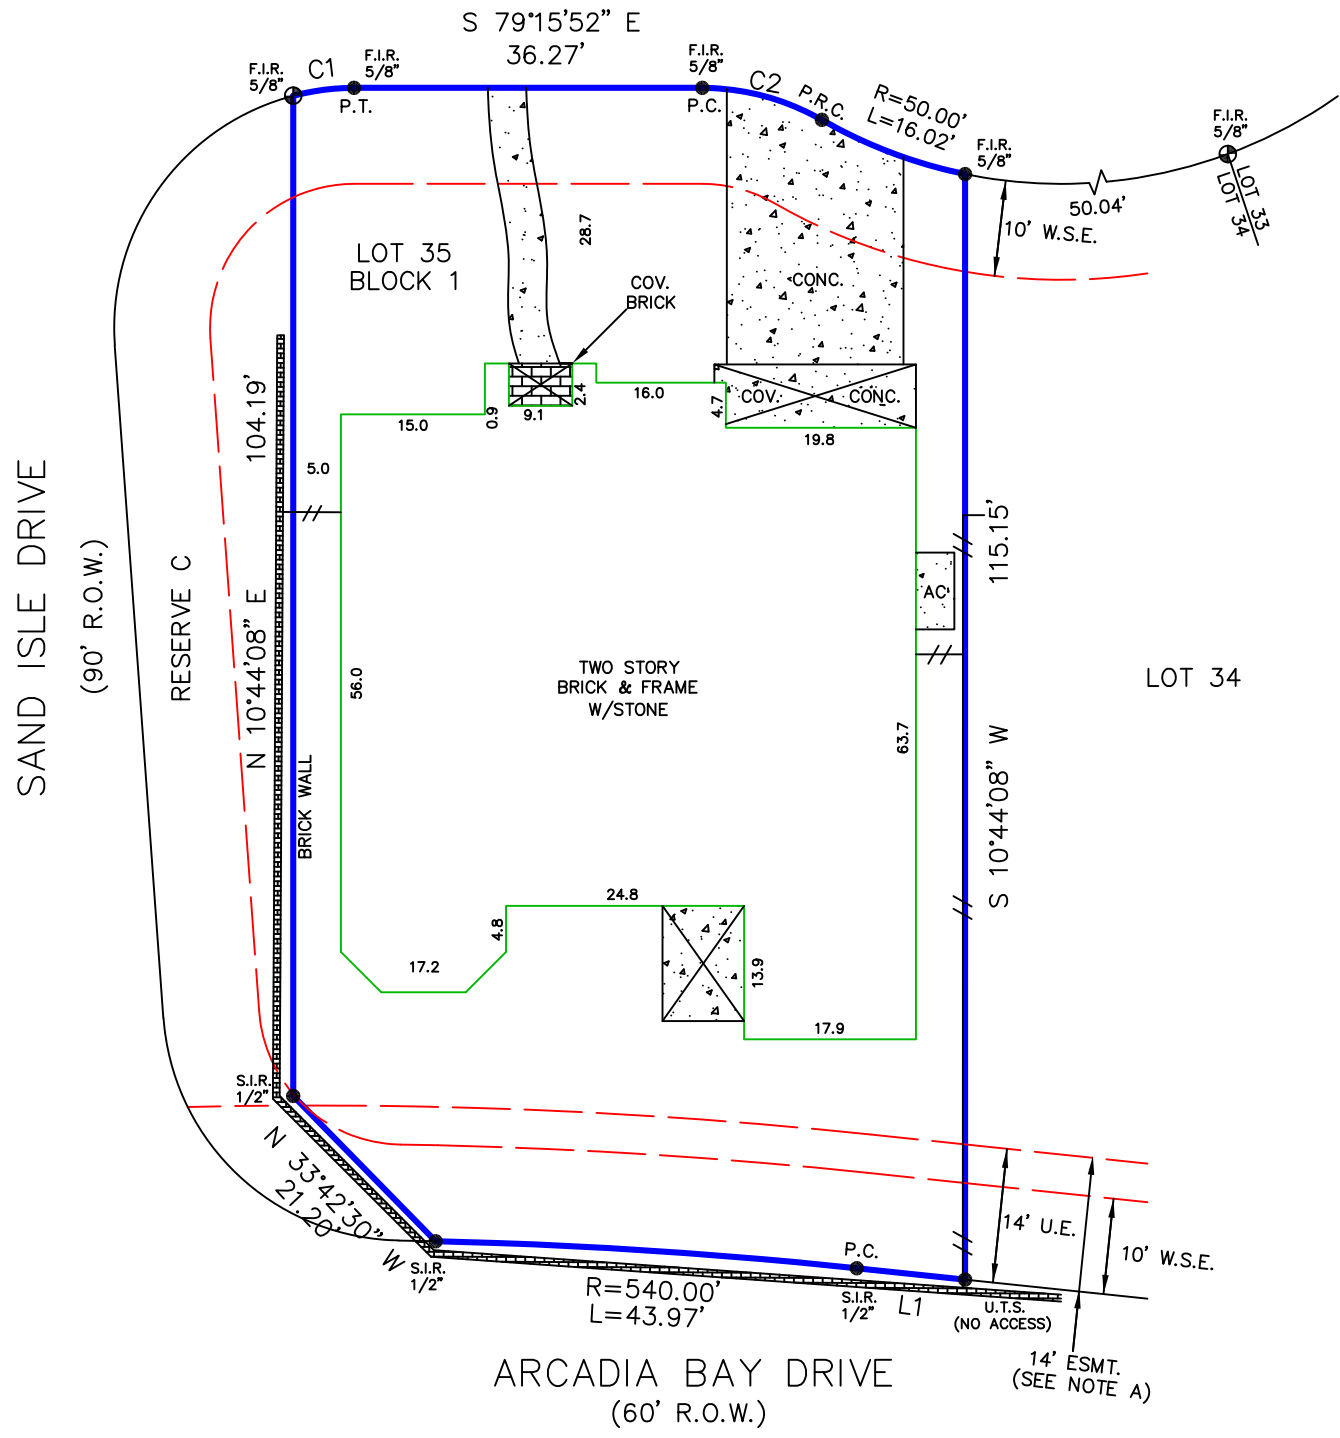 S 79°15'52" E
36.27'
F.I.R.
5/8"
C1
F.I.R.
5/8"
P.T.
F.I.R.
5/8"
P.C.
C2
P.R.C.
R=50.00'
L=16.02'
F.I.R.
5/8"
F.I.R.
5/8"
LOT 33
LOT 34
50.04'
10' W.S.E.
28.7
LOT 35
BLOCK 1
COV.
BRICK
CONC.
104.19'
15.0
0.9
9.1
2.4
16.0
4.7
COV.
CONC.
19.8
5.0
SAND ISLE DRIVE
(90' R.O.W.)
RESERVE C
N 10°44'08" E
BRICK WALL
56.0
TWO STORY
BRICK & FRAME
W/STONE
AC
63.7
115.15'
S 10°44'08" W
LOT 34
24.8
4.8
17.2
13.9
17.9
S.I.R.
1/2"
N 33°42'30" W
21.20'
S.I.R.
1/2"
P.C.
S.I.R.
1/2"
R=540.00'
L=43.97'
L1
U.T.S.
(NO ACCESS)
14' U.E.
10' W.S.E.
14' ESMT.
(SEE NOTE A)
ARCADIA BAY DRIVE
(60' R.O.W.)